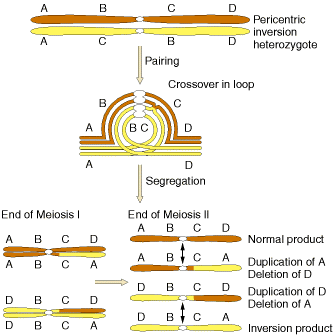 A B C D
A C B D
Pericentric
inversion
heterozygote
Pairing
Crossover in loop
B C
A B C D
A D
Segregation
End of Meiosis I
A B C D
A B C A
D B C D
D B C A
End of Meiosis II
A B C D
Normal product
A B C A
Duplication of A
Deletion of D
D B C D
Duplication of D
Deletion of A
D B C A
Inversion product